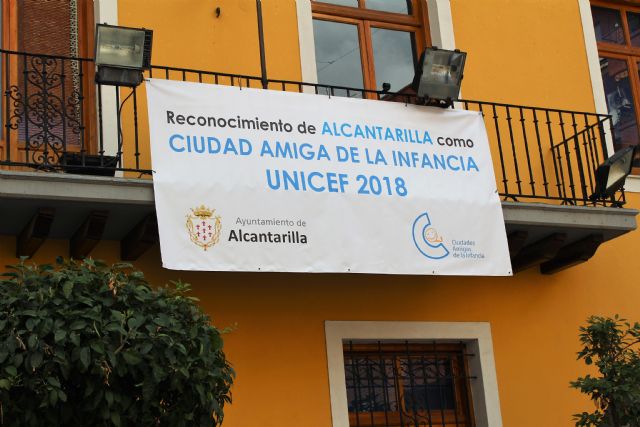 Reconocimiento de ALCANTARILLA como
CIUDAD AMIGA DE LA INFANCIA
UNICEF 2018
Ayuntamiento de
Alcantarilla
Ciudades
Amigas
de la Infancia